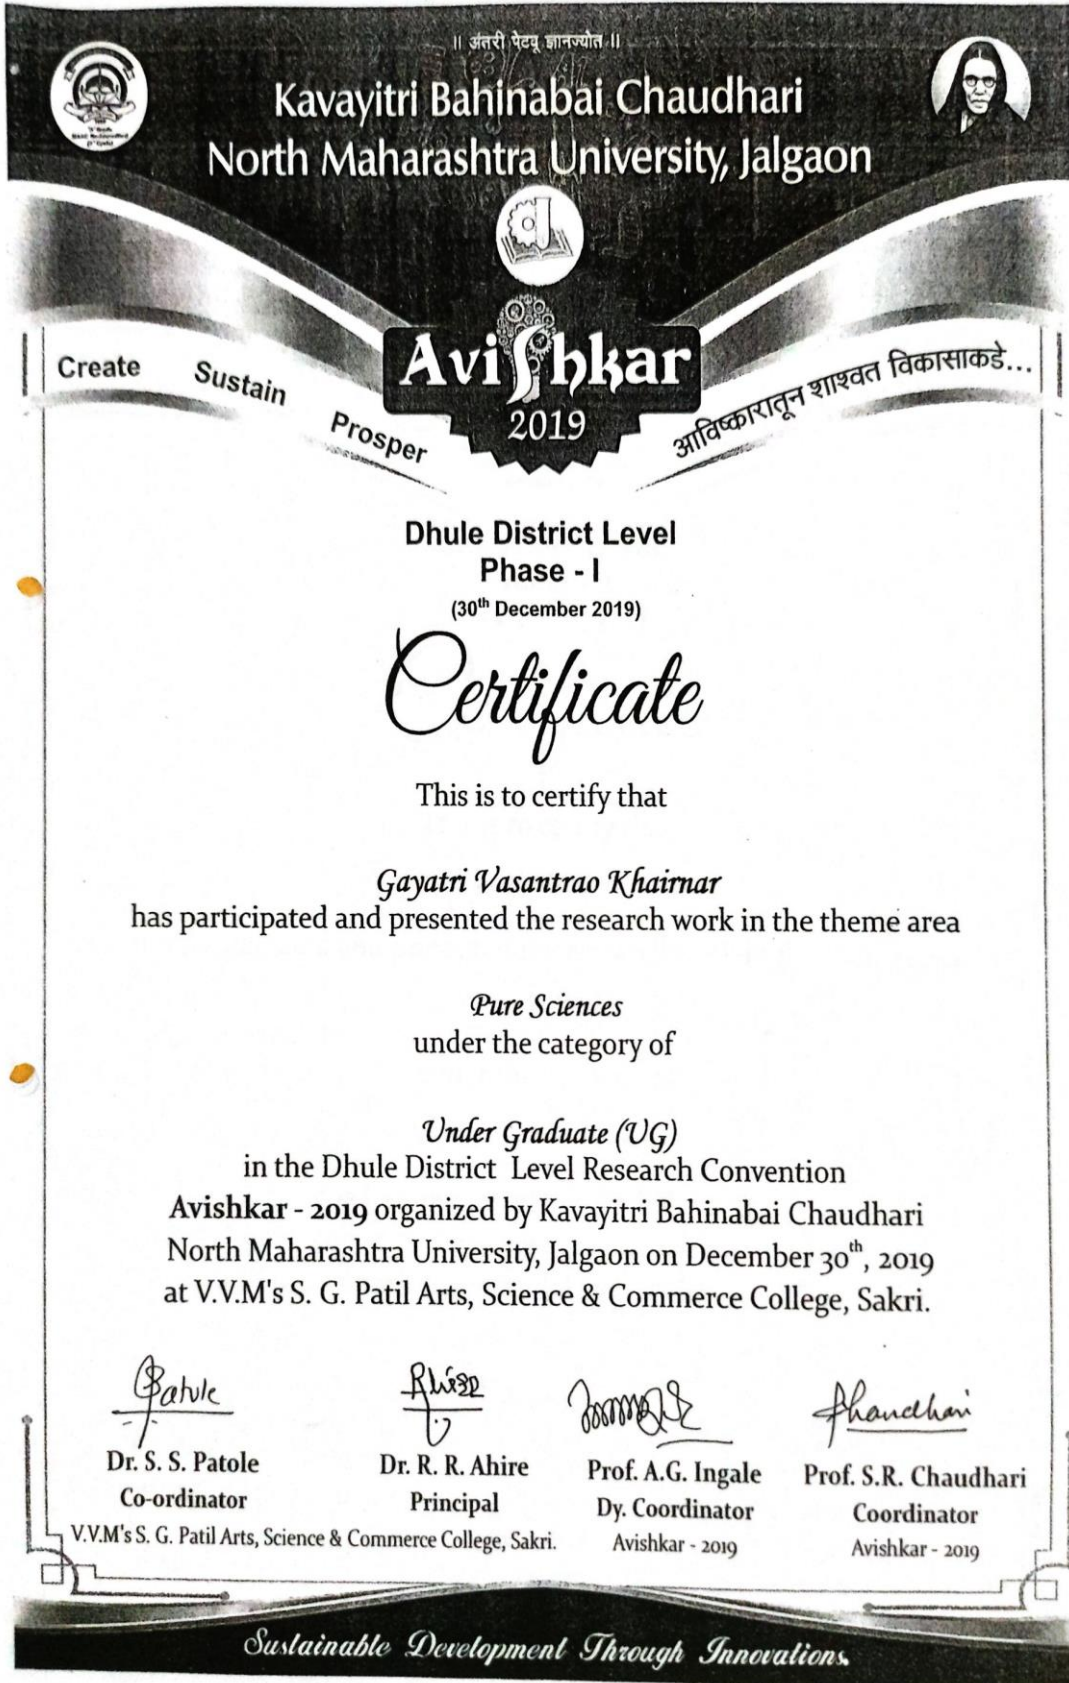 ॥ अंतरी पेटवू ज्ञानज्योत ॥
Kavayitri Bahinabai Chaudhari
North Maharashtra University, Jalgaon
Avishkar
2019
Create Sustain Prosper
आविष्कारातून शाश्वत विकासाकडे...
Dhule District Level
Phase - I
(30th December 2019)
Certificate
This is to certify that
Gayatri Vasantrao Khairnar
has participated and presented the research work in the theme area
Pure Sciences
under the category of
Under Graduate (UG)
in the Dhule District Level Research Convention
Avishkar - 2019 organized by Kavayitri Bahinabai Chaudhari
North Maharashtra University, Jalgaon on December 30th, 2019
at V.V.M's S. G. Patil Arts, Science & Commerce College, Sakri.
Dr. S. S. Patole
Co-ordinator
Dr. R. R. Ahire
Principal
V.V.M's S. G. Patil Arts, Science & Commerce College, Sakri.
Prof. A.G. Ingale
Dy. Coordinator
Avishkar - 2019
Prof. S.R. Chaudhari
Coordinator
Avishkar - 2019
Sustainable Development Through Innovations.